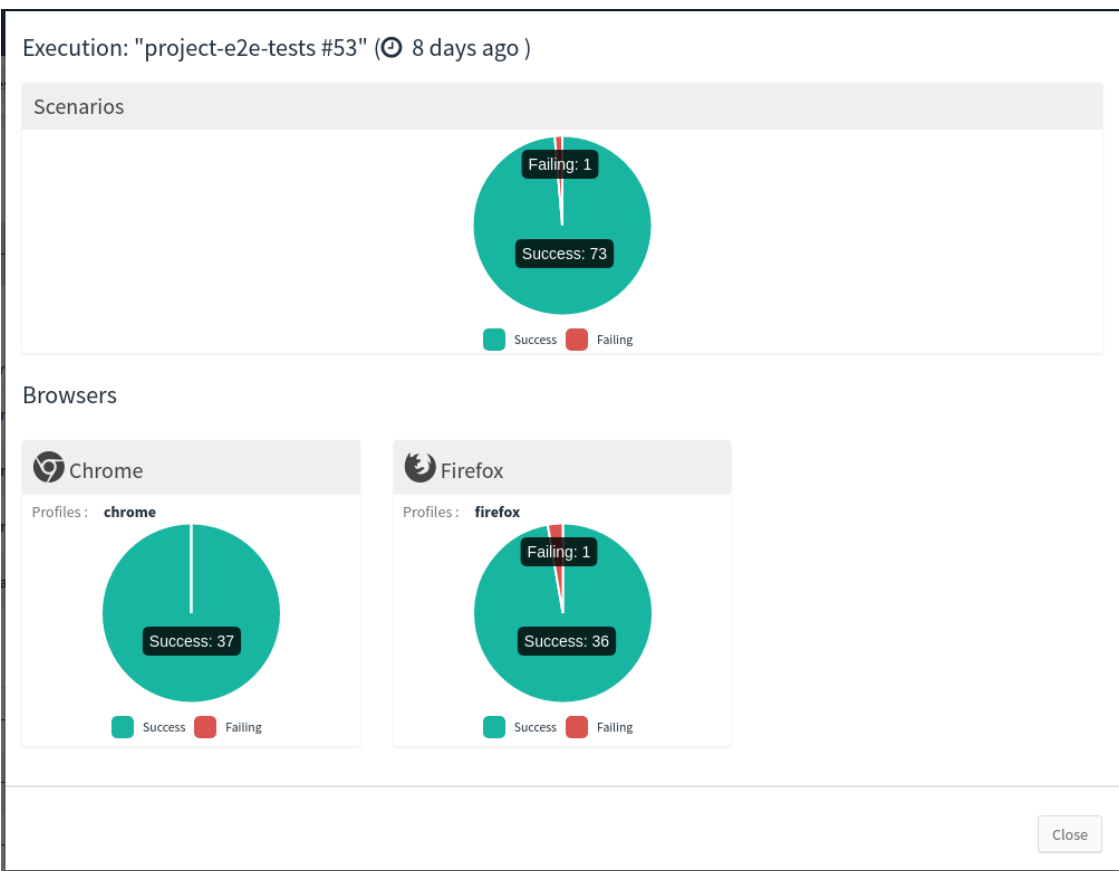 Execution: "project-e2e-tests #53" ( 8 days ago )
Scenarios
Failing: 1
Success: 73
Success Failing
Browsers
Chrome
Profiles : chrome
Success: 37
Success Failing
Firefox
Profiles : firefox
Failing: 1
Success: 36
Success Failing
Close